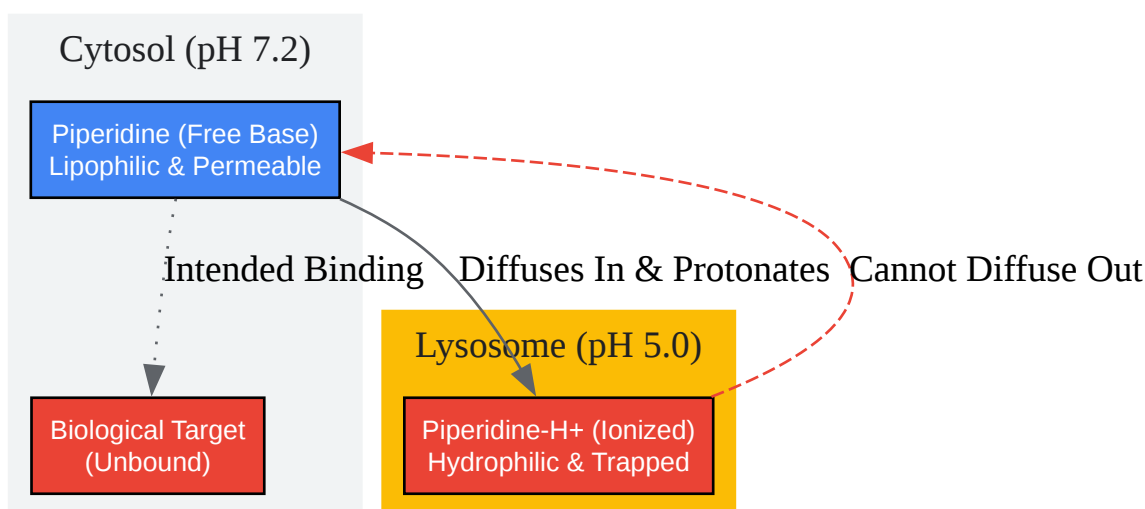 Cytosol (pH 7.2)
Piperidine (Free Base)
Lipophilic & Permeable
Intended Binding
Diffuses In & Protonates
Cannot Diffuse Out
Lysosome (pH 5.0)
Biological Target
(Unbound)
Piperidine-H+ (Ionized)
Hydrophilic & Trapped